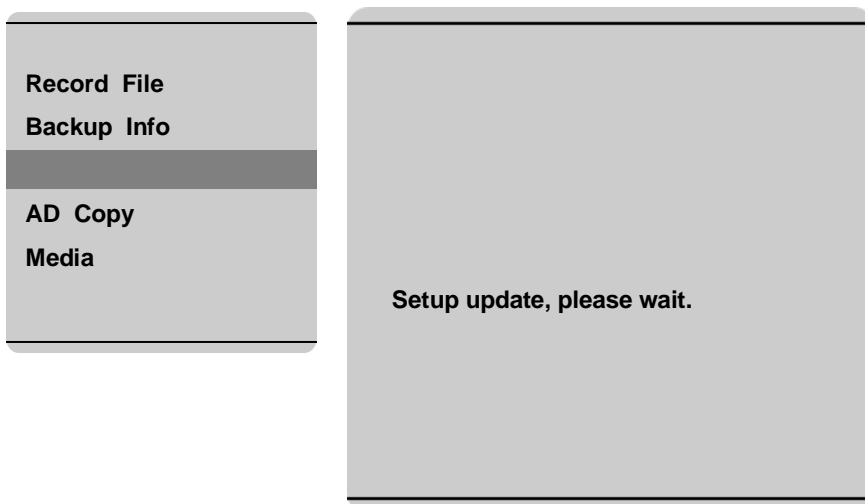 Record File
Backup Info
AD Copy
Media
Setup update, please wait.